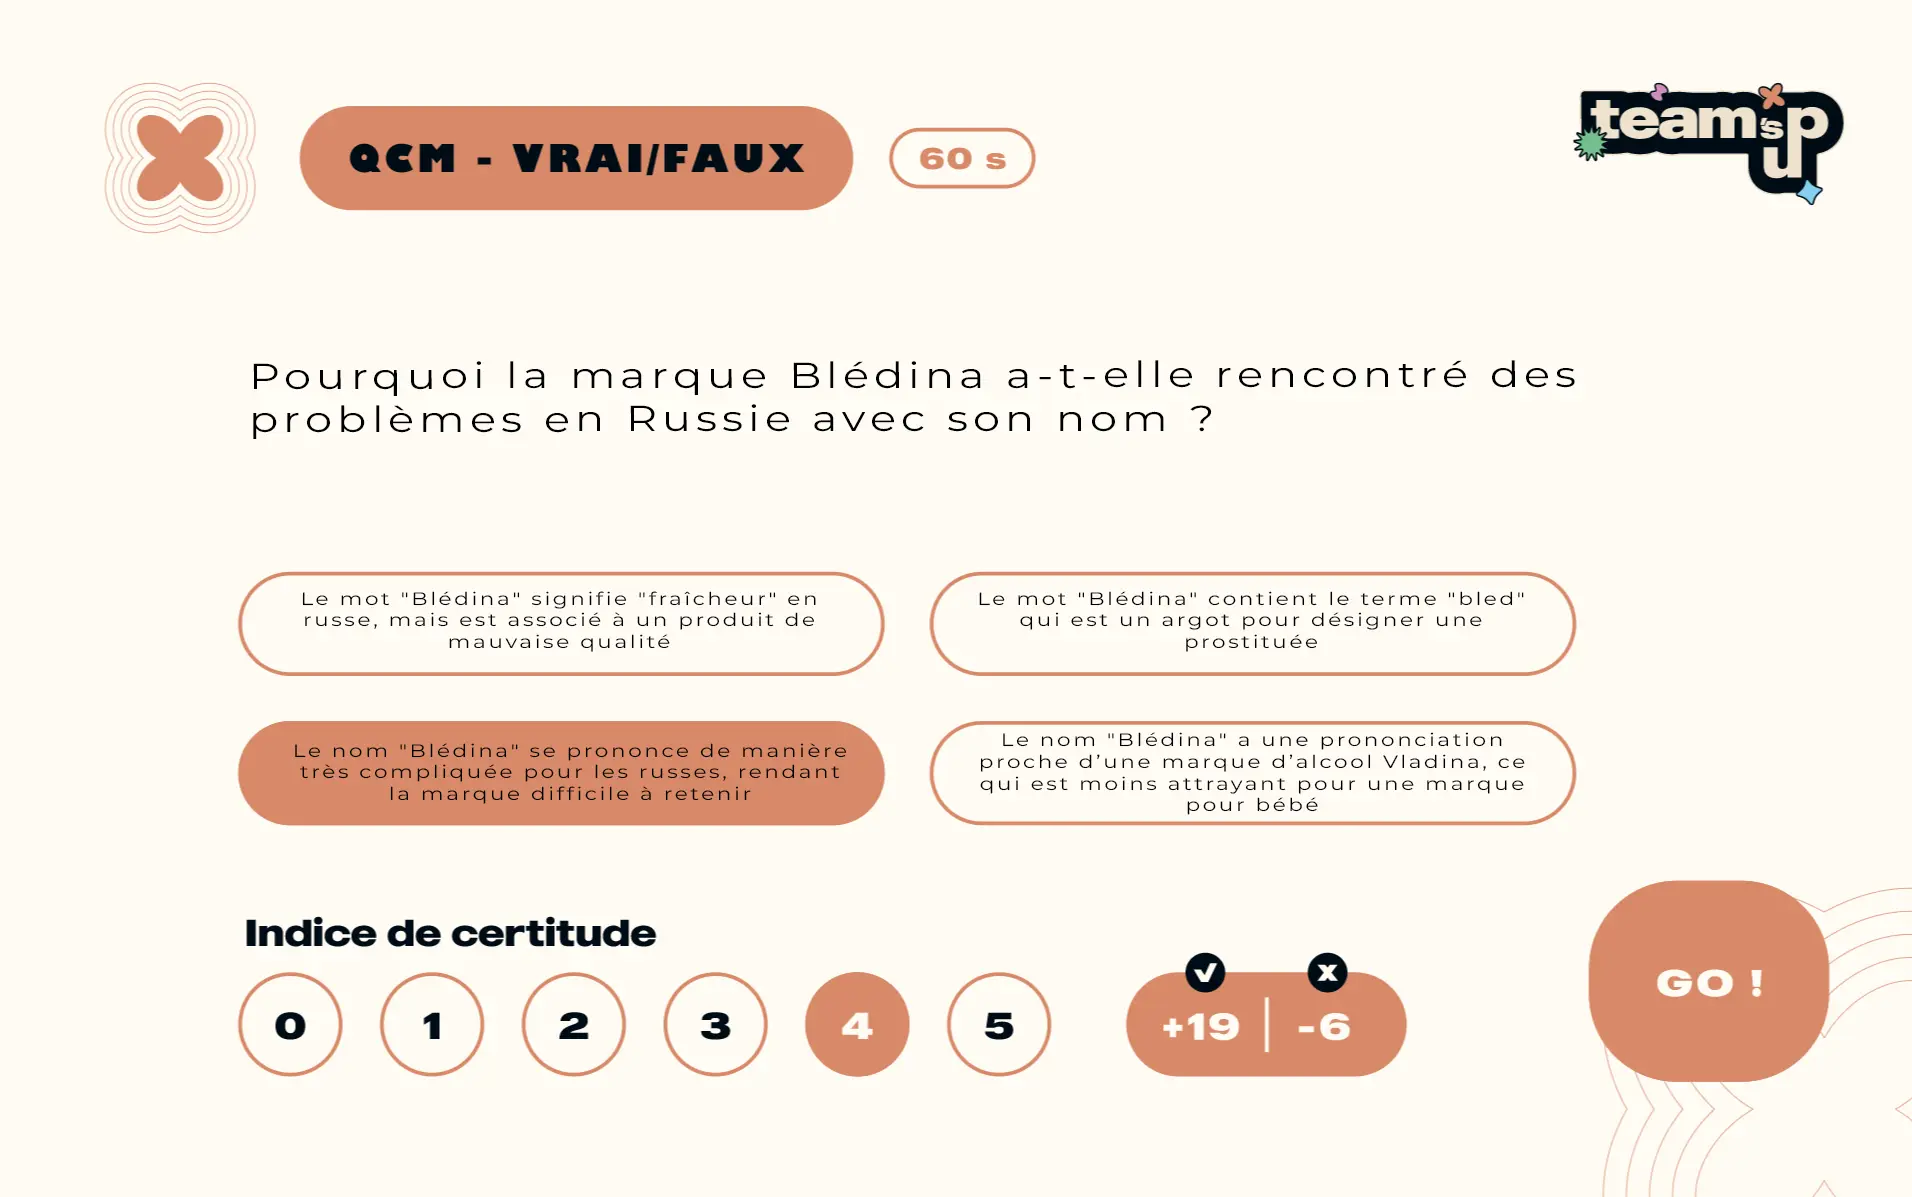 QCM - VRAI/FAUX
60 s
team's up
Pourquoi la marque Blédina a-t-elle rencontré des
problèmes en Russie avec son nom ?
Le mot "Blédina" signifie "fraîcheur" en
russe, mais est associé à un produit de
mauvaise qualité
Le mot "Blédina" contient le terme "bled"
qui est un argot pour désigner une
prostituée
Le nom "Blédina" se prononce de manière
très compliquée pour les russes, rendant
la marque difficile à retenir
Le nom "Blédina" a une prononciation
proche d’une marque d’alcool Vladina, ce
qui est moins attrayant pour une marque
pour bébé
Indice de certitude
0 1 2 3 4 5
+19 -6
GO !